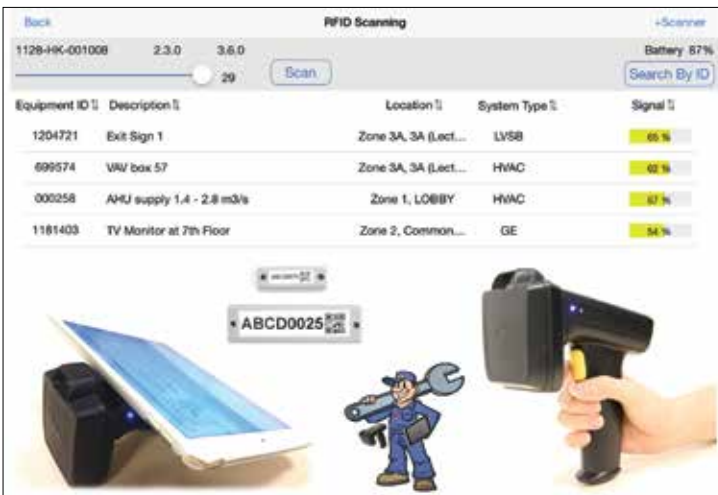 Back RFID Scanning +Scanner
1128-HK-001008 2.3.0 3.6.0 Battery 87%
29 Scan Search By ID
Equipment ID Description Location System Type Signal
1204721 Exit Sign 1 Zone 3A, 3A (Lect... LVSB 65 %
699574 VAV box 57 Zone 3A, 3A (Lect... HVAC 62 %
000258 AHU supply 1.4 - 2.8 m3/s Zone 1, LOBBY HVAC 67 %
1181403 TV Monitor at 7th Floor Zone 2, Common... GE 54 %
ABCD0025